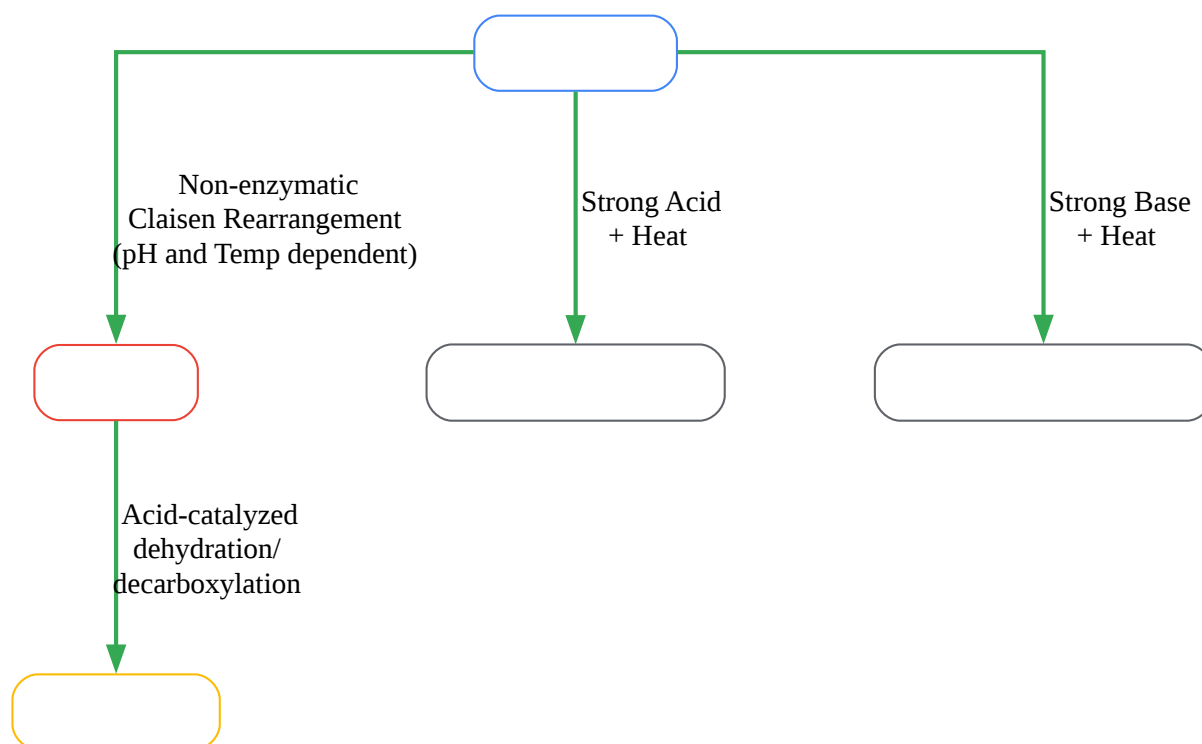 Non-enzymatic
Claisen Rearrangement
(pH and Temp dependent)
Strong Acid
+ Heat
Strong Base
+ Heat
Acid-catalyzed
dehydration/
decarboxylation